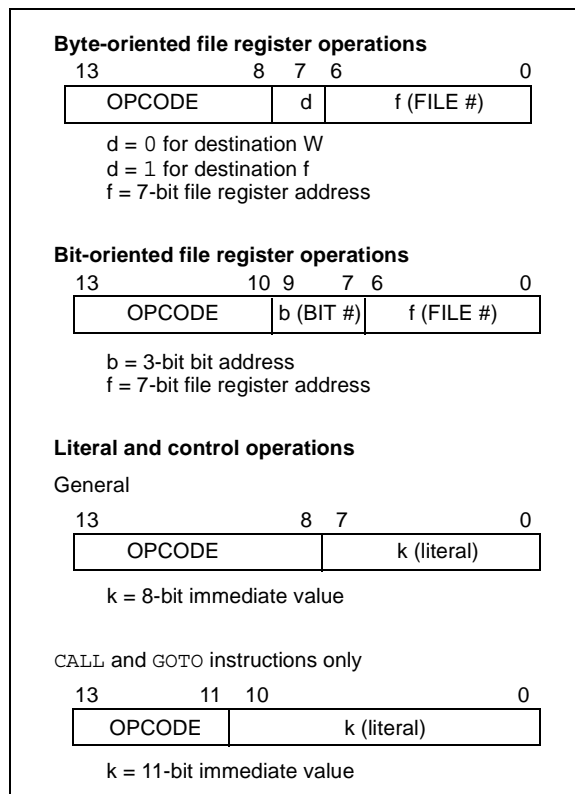 Byte-oriented file register operations
13 8 7 6 0
OPCODE d f (FILE #)
d = 0 for destination W
d = 1 for destination f
f = 7-bit file register address
Bit-oriented file register operations
13 10 9 7 6 0
OPCODE b (BIT #) f (FILE #)
b = 3-bit bit address
f = 7-bit file register address
Literal and control operations
General
13 8 7 0
OPCODE k (literal)
k = 8-bit immediate value
CALL and GOTO instructions only
13 11 10 0
OPCODE k (literal)
k = 11-bit immediate value